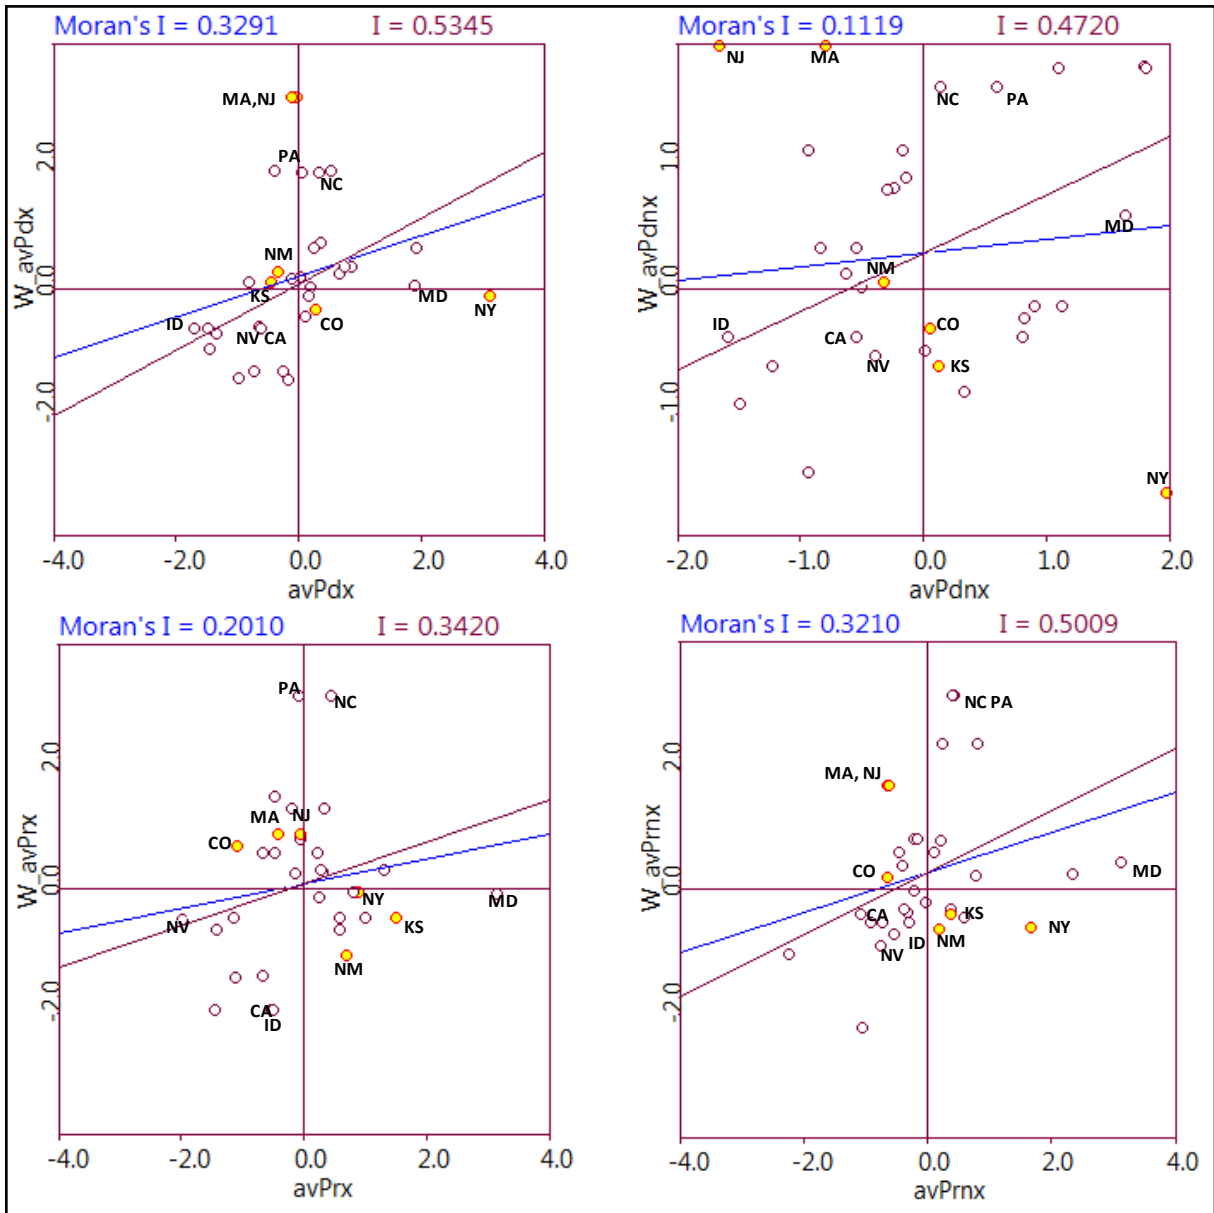 Moran's I = 0.3291 I = 0.5345
MA,NJ
PA
NC
NM
KS
MD
NY
CO
ID
NV CA
2.0
0.0
-2.0
W_avPdx
-4.0 -2.0 0.0 2.0 4.0
avPdx
Moran's I = 0.1119 I = 0.4720
NJ MA
NC PA
MD
NM
ID CA CO
NV KS
NY
1.0
0.0
-1.0
W_avPdnx
-2.0 -1.0 0.0 1.0 2.0
avPdnx
Moran's I = 0.2010 I = 0.3420
PA NC
MA NJ
CO
NY MD
NV KS
NM
CA
ID
2.0
0.0
-2.0
W_avPrx
-4.0 -2.0 0.0 2.0 4.0
avPrx
Moran's I = 0.3210 I = 0.5009
NC PA
MA, NJ
CO MD
CA KS
NY
ID NM
NV
2.0
0.0
-2.0
W_avPrnx
-4.0 -2.0 0.0 2.0 4.0
avPrnx